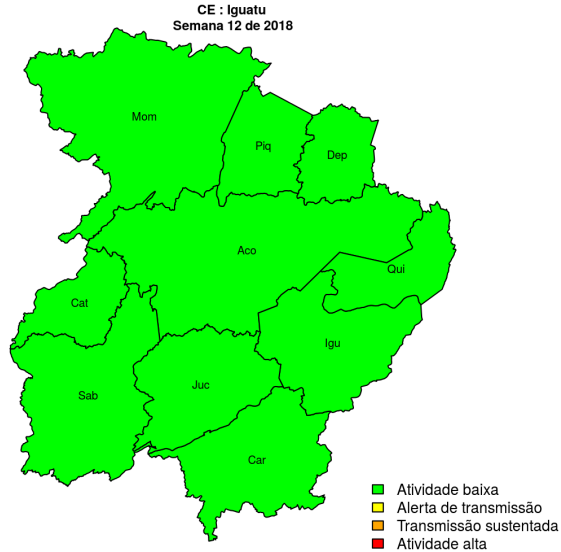 CE : Iguatu
Semana 12 de 2018
Mom
Piq
Dep
Aco
Qui
Cat
Igu
Juc
Sab
Car
Atividade baixa
Alerta de transmissão
Transmissão sustentada
Atividade alta